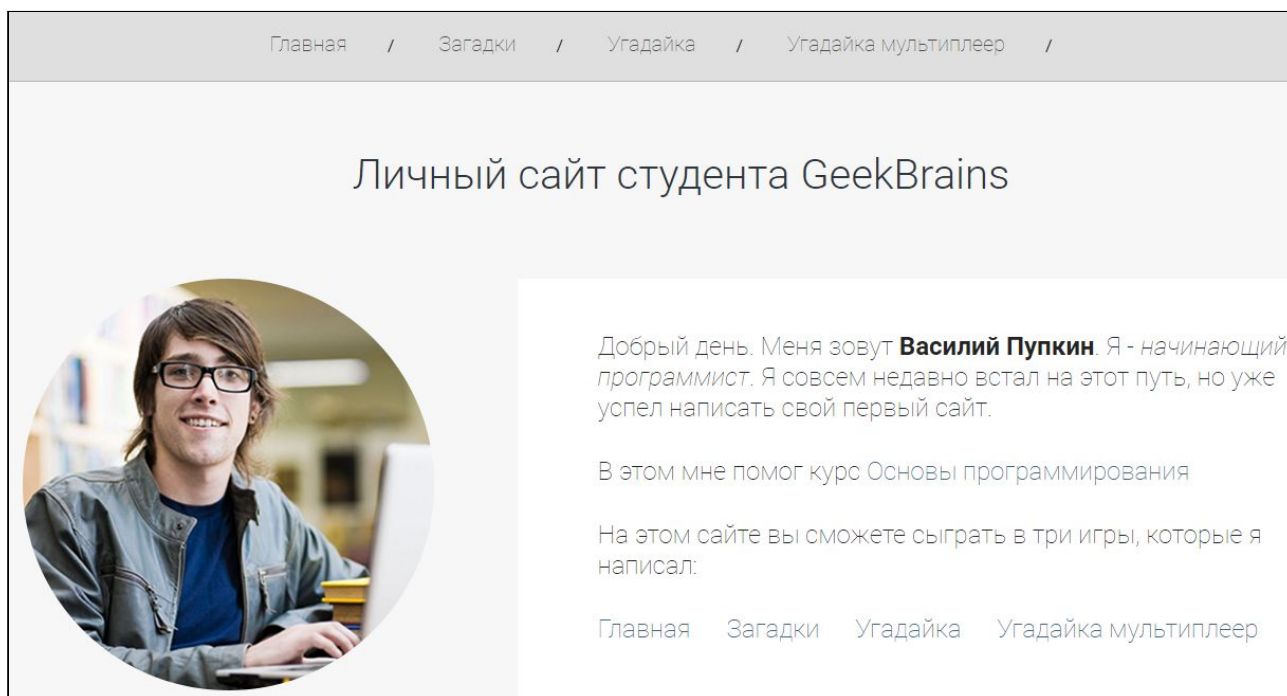 Главная / Загадки / Угадайка / Угадайка мультиплеер /
Личный сайт студента GeekBrains
Добрый день. Меня зовут Василий Пупкин. Я - начинающий
программист. Я совсем недавно встал на этот путь, но уже
успел написать свой первый сайт.
В этом мне помог курс Основы программирования
На этом сайте вы сможете сыграть в три игры, которые я
написал:
Главная Загадки Угадайка Угадайка мультиплеер